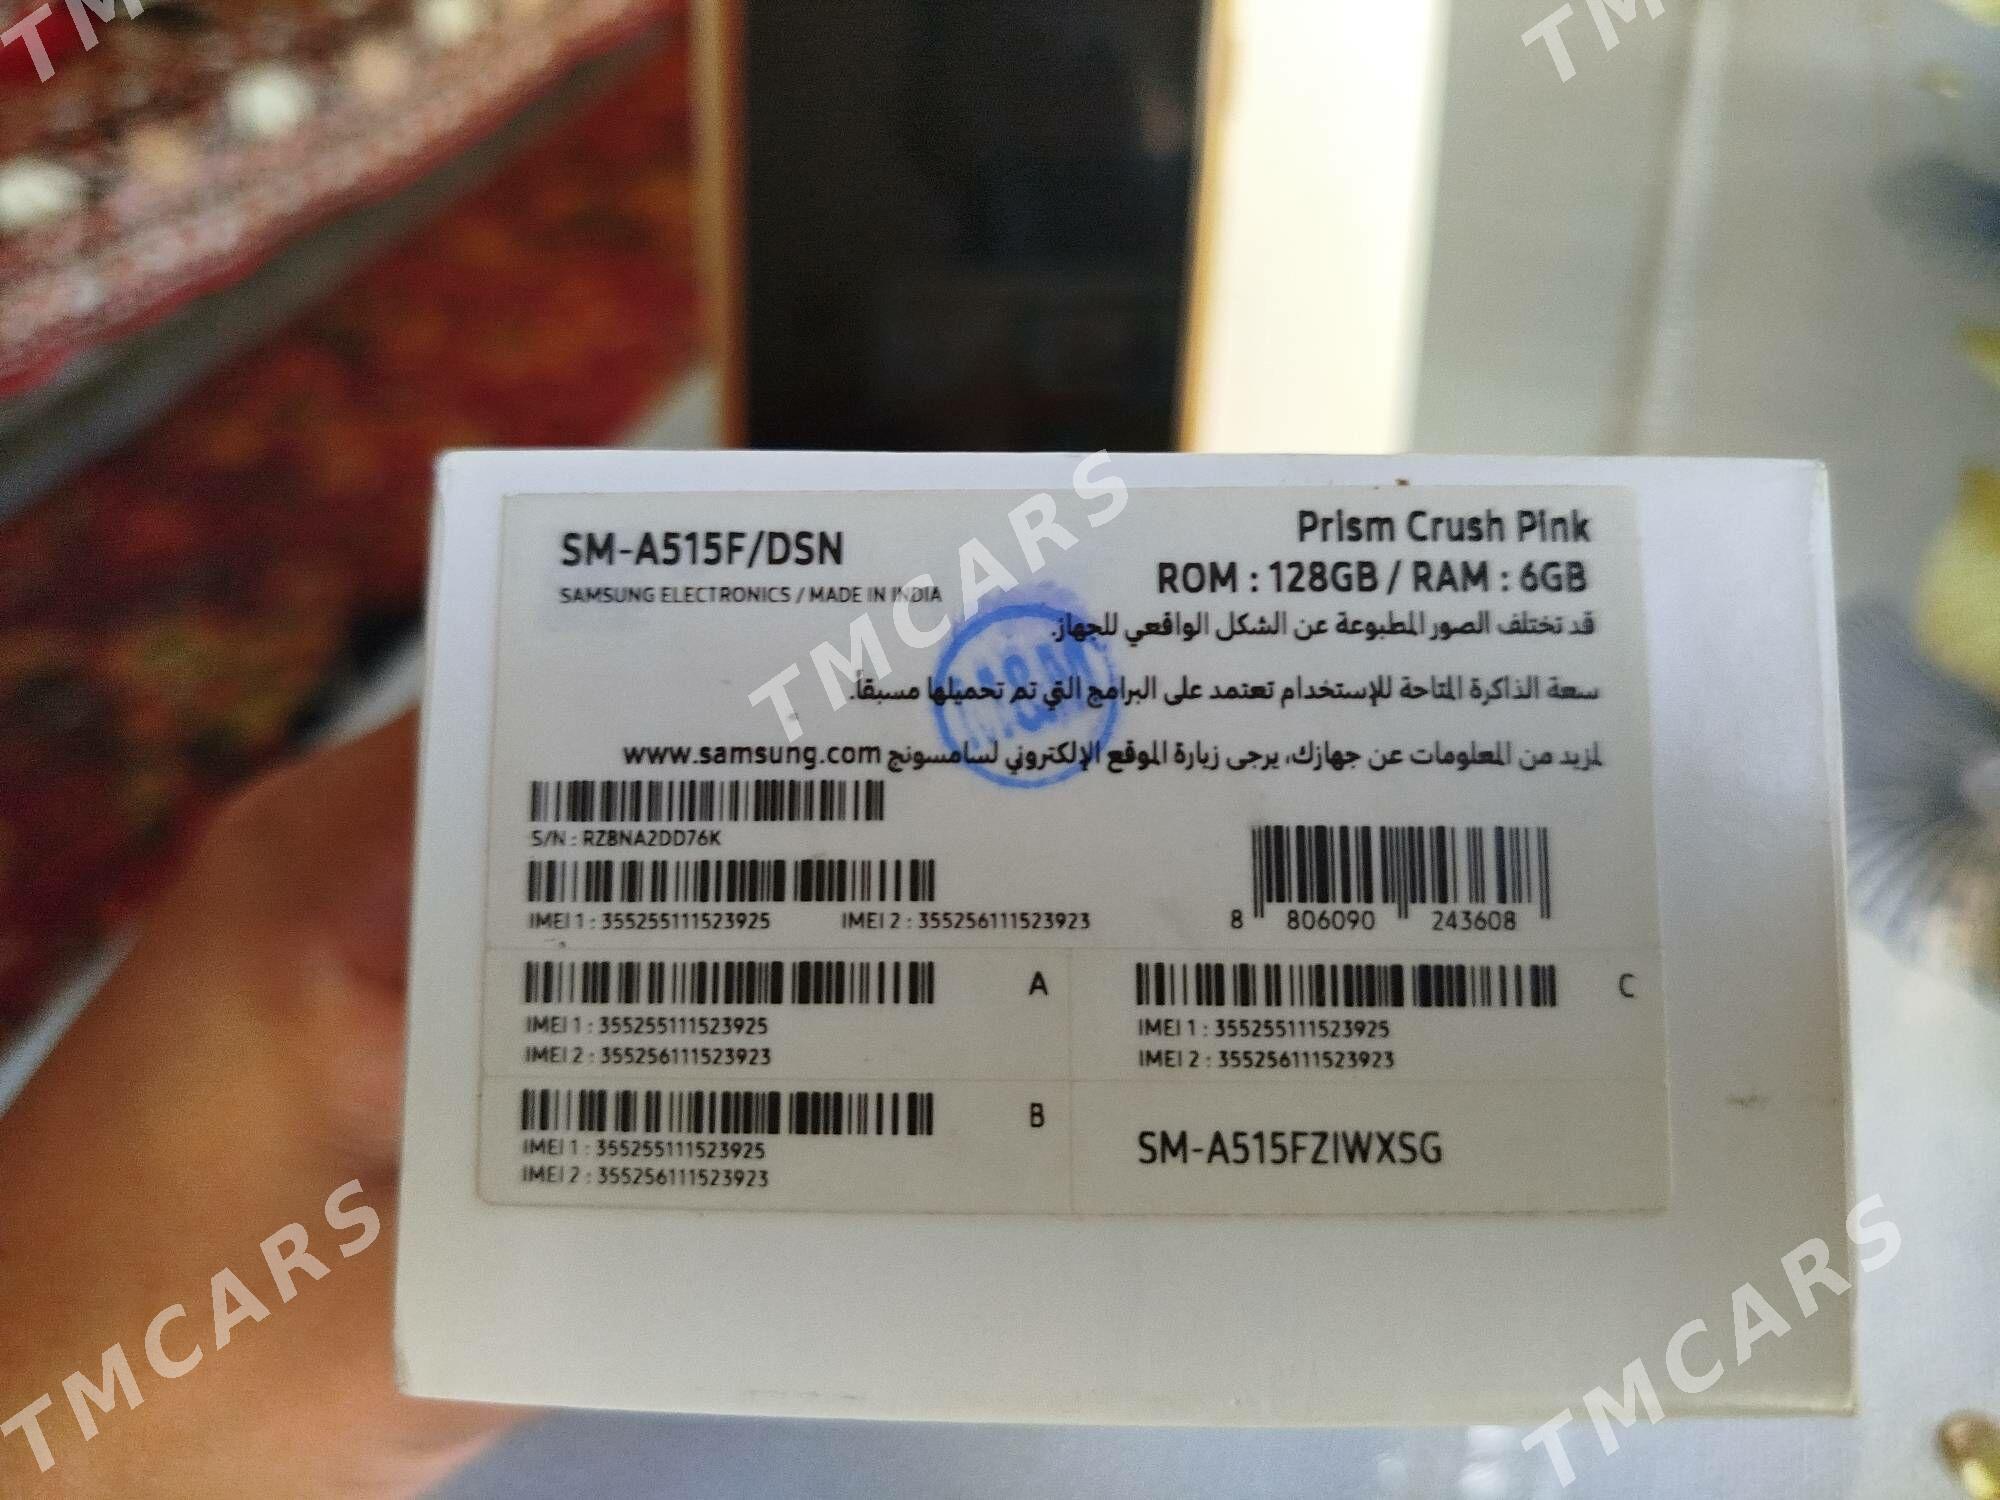 SM-A515F/DSN
SAMSUNG ELECTRONICS / MADE IN INDIA
Prism Crush Pink
ROM : 128GB / RAM : 6GB
قد تختلف الصور المطبوعة عن الشكل الواقعي للجهاز.
سعة الذاكرة المتاحة للإستخدام تعتمد على البرامج التي تم تحميلها مسبقاً.
لمزيد من المعلومات عن جهازك، يرجى زيارة الموقع الإلكتروني لسامسونج www.samsung.com
S/N : RZ8NA2DD76K
IMEI 1 : 355255111523925 IMEI 2 : 355256111523923
8 806090 243608
A
IMEI 1 : 355255111523925
IMEI 2 : 355256111523923
C
IMEI 1 : 355255111523925
IMEI 2 : 355256111523923
B
IMEI 1 : 355255111523925
IMEI 2 : 355256111523923
SM-A515FZIWXSG
M&M
TMCARS
TMCARS
TMCARS